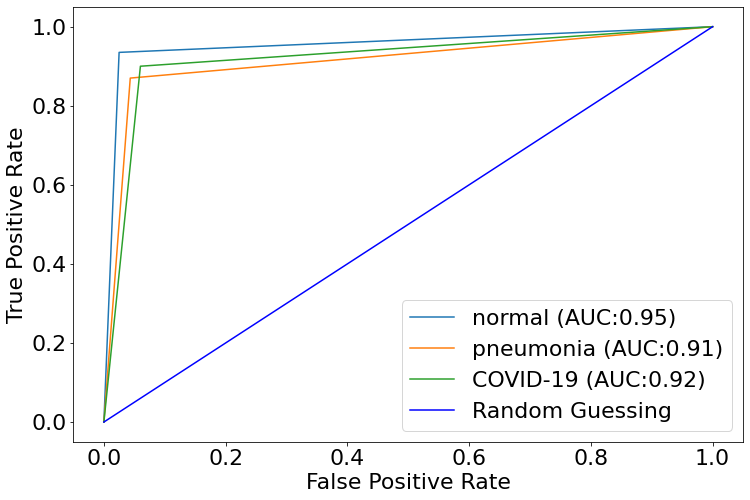 1.0
0.8
0.6
0.4
0.2
0.0
True Positive Rate
normal (AUC:0.95)
pneumonia (AUC:0.91)
COVID-19 (AUC:0.92)
Random Guessing
0.0 0.2 0.4 0.6 0.8 1.0
False Positive Rate